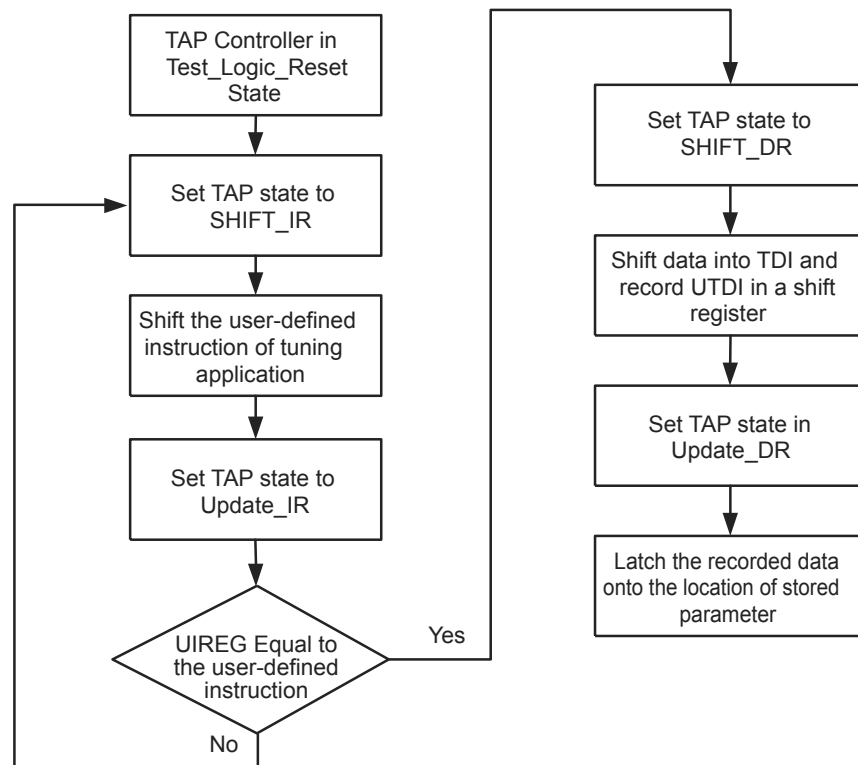 TAP Controller in
Test_Logic_Reset
State
Set TAP state to
SHIFT_IR
Shift the user-defined
instruction of tuning
application
Set TAP state to
Update_IR
UIREG Equal to
the user-defined
instruction
Yes
No
Set TAP state to
SHIFT_DR
Shift data into TDI and
record UTDI in a shift
register
Set TAP state in
Update_DR
Latch the recorded data
onto the location of stored
parameter